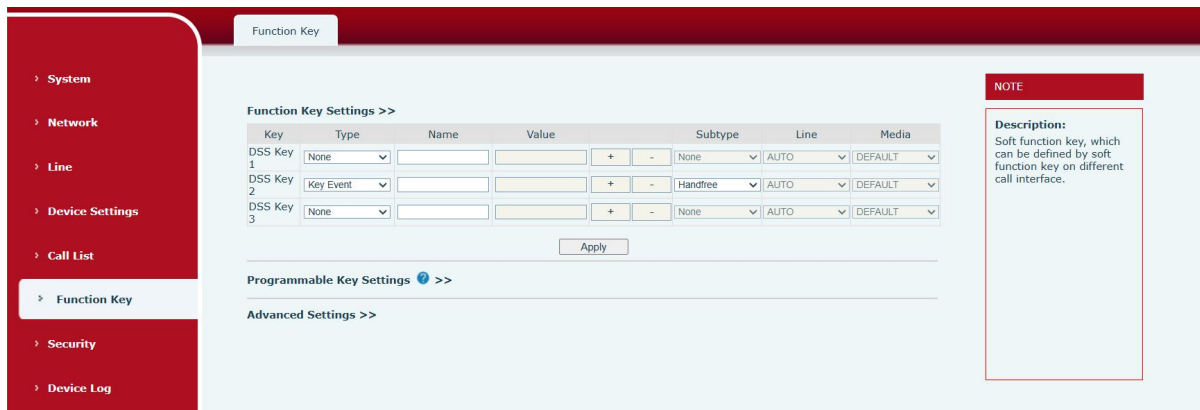 Function Key
› System
› Network
› Line
› Device Settings
› Call List
› Function Key
› Security
› Device Log
Function Key Settings >>
Key Type Name Value Subtype Line Media
DSS Key 1 None + - None AUTO DEFAULT
DSS Key 2 Key Event + - Handfree AUTO DEFAULT
DSS Key 3 None + - None AUTO DEFAULT
Apply
Programmable Key Settings ? >>
Advanced Settings >>
NOTE
Description:
Soft function key, which
can be defined by soft
function key on different
call interface.